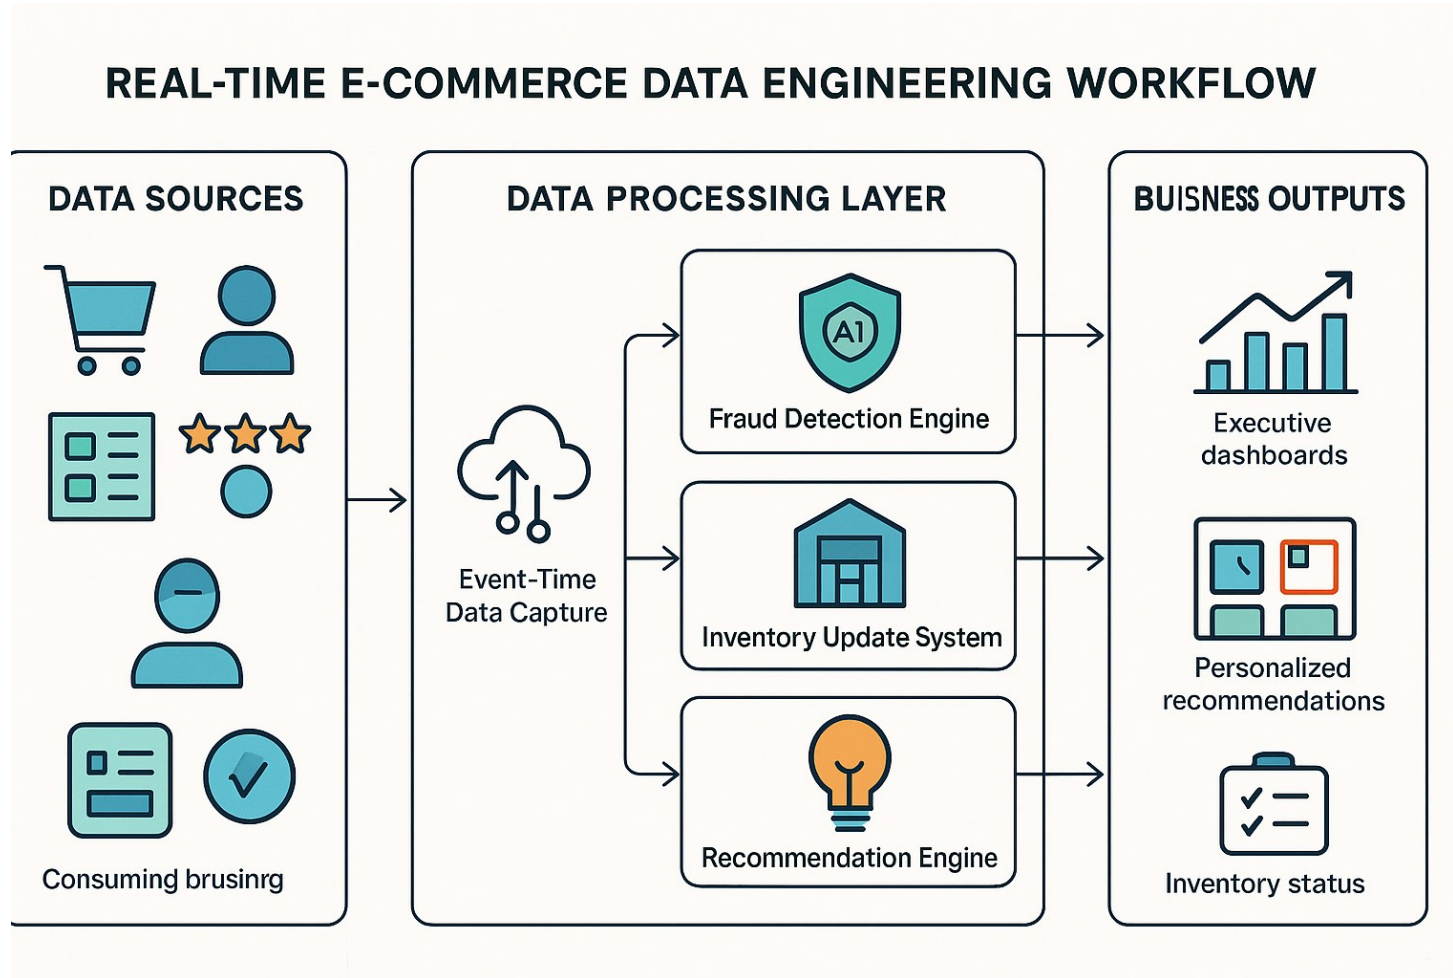 REAL-TIME E-COMMERCE DATA ENGINEERING WORKFLOW
DATA SOURCES
Consuming brusinrg
DATA PROCESSING LAYER
Event-Time
Data Capture
A1
Fraud Detection Engine
Inventory Update System
Recommendation Engine
BUISNESS OUTPUTS
Executive
dashboards
Personalized
recommendations
Inventory status